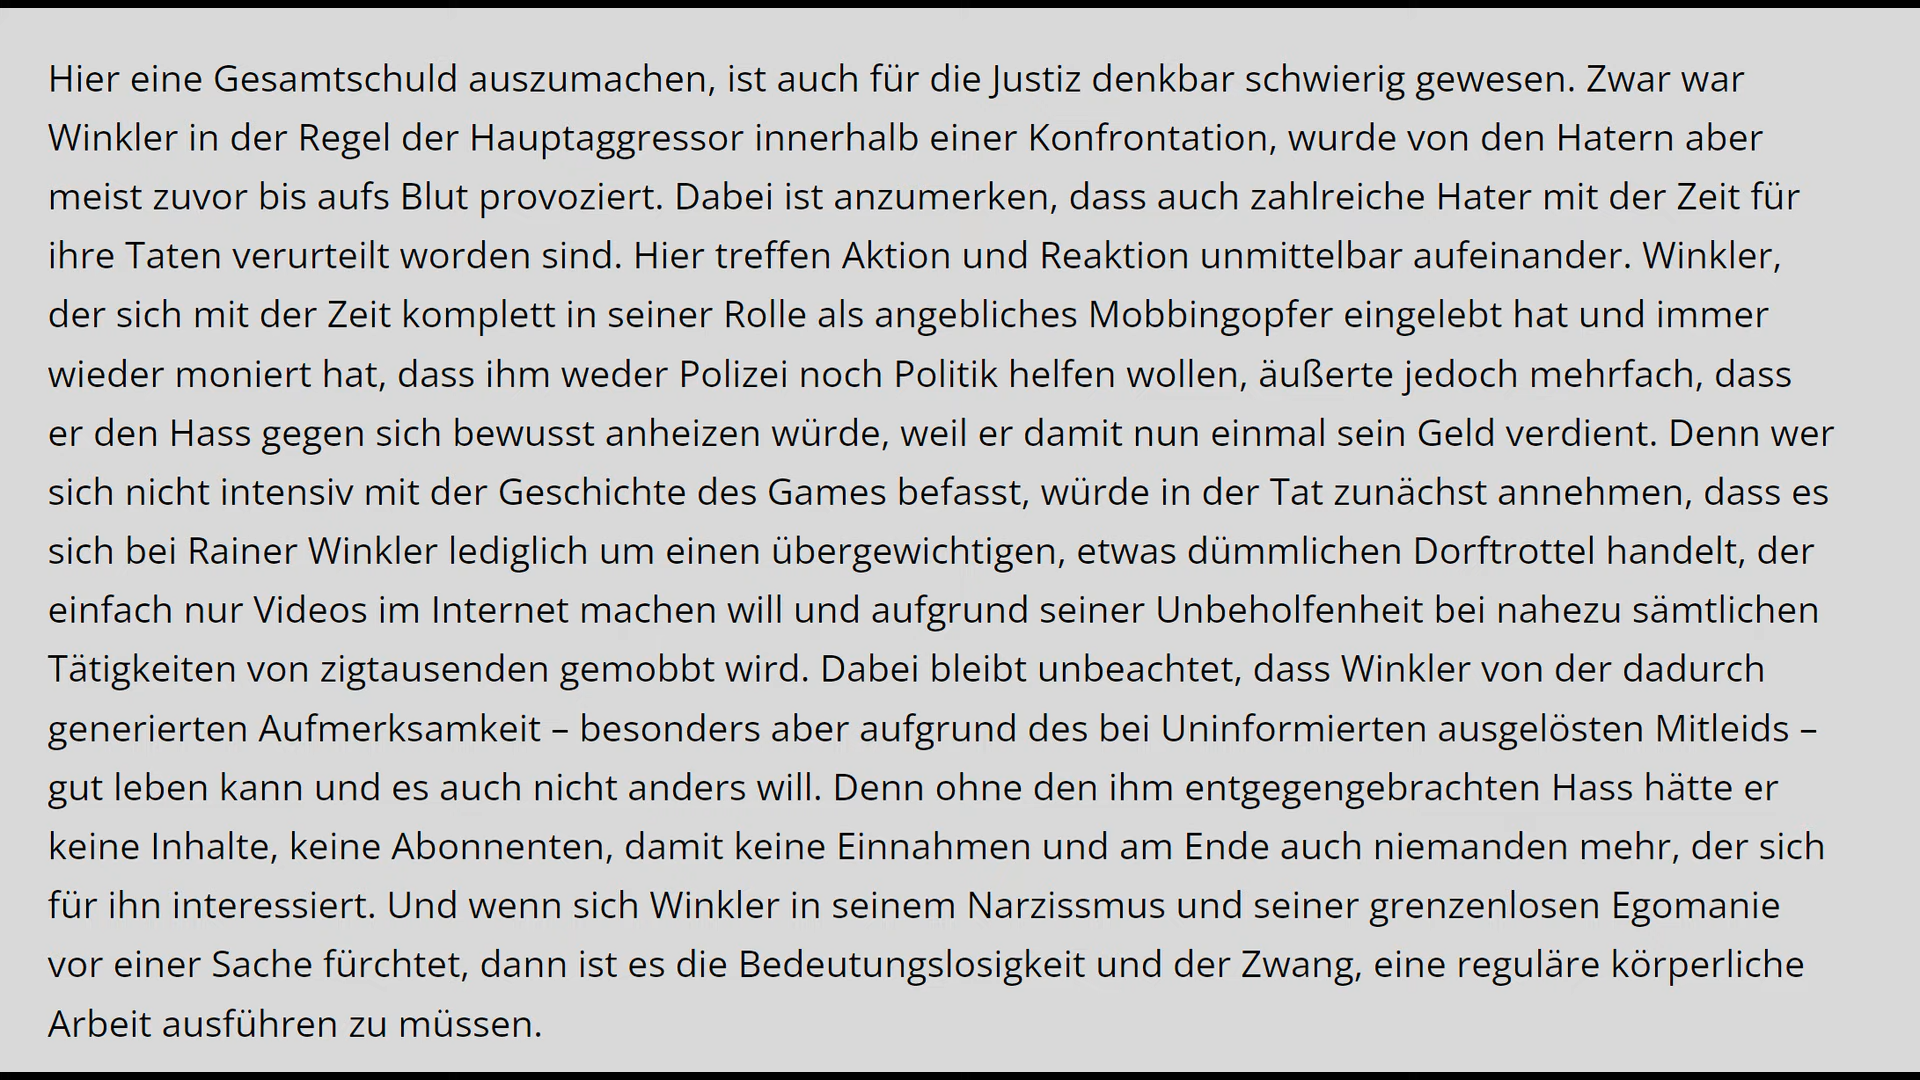 Hier eine Gesamtschuld auszumachen, ist auch für die Justiz denkbar schwierig gewesen. Zwar war
Winkler in der Regel der Hauptaggressor innerhalb einer Konfrontation, wurde von den Hatern aber
meist zuvor bis aufs Blut provoziert. Dabei ist anzumerken, dass auch zahlreiche Hater mit der Zeit für
ihre Taten verurteilt worden sind. Hier treffen Aktion und Reaktion unmittelbar aufeinander. Winkler,
der sich mit der Zeit komplett in seiner Rolle als angebliches Mobbingopfer eingelebt hat und immer
wieder moniert hat, dass ihm weder Polizei noch Politik helfen wollen, äußerte jedoch mehrfach, dass
er den Hass gegen sich bewusst anheizen würde, weil er damit nun einmal sein Geld verdient. Denn wer
sich nicht intensiv mit der Geschichte des Games befasst, würde in der Tat zunächst annehmen, dass es
sich bei Rainer Winkler lediglich um einen übergewichtigen, etwas dümmlichen Dorftrottel handelt, der
einfach nur Videos im Internet machen will und aufgrund seiner Unbeholfenheit bei nahezu sämtlichen
Tätigkeiten von zigtausenden gemobbt wird. Dabei bleibt unbeachtet, dass Winkler von der dadurch
generierten Aufmerksamkeit – besonders aber aufgrund des bei Uninformierten ausgelösten Mitleids –
gut leben kann und es auch nicht anders will. Denn ohne den ihm entgegengebrachten Hass hätte er
keine Inhalte, keine Abonnenten, damit keine Einnahmen und am Ende auch niemanden mehr, der sich
für ihn interessiert. Und wenn sich Winkler in seinem Narzissmus und seiner grenzenlosen Egomanie
vor einer Sache fürchtet, dann ist es die Bedeutungslosigkeit und der Zwang, eine reguläre körperliche
Arbeit ausführen zu müssen.